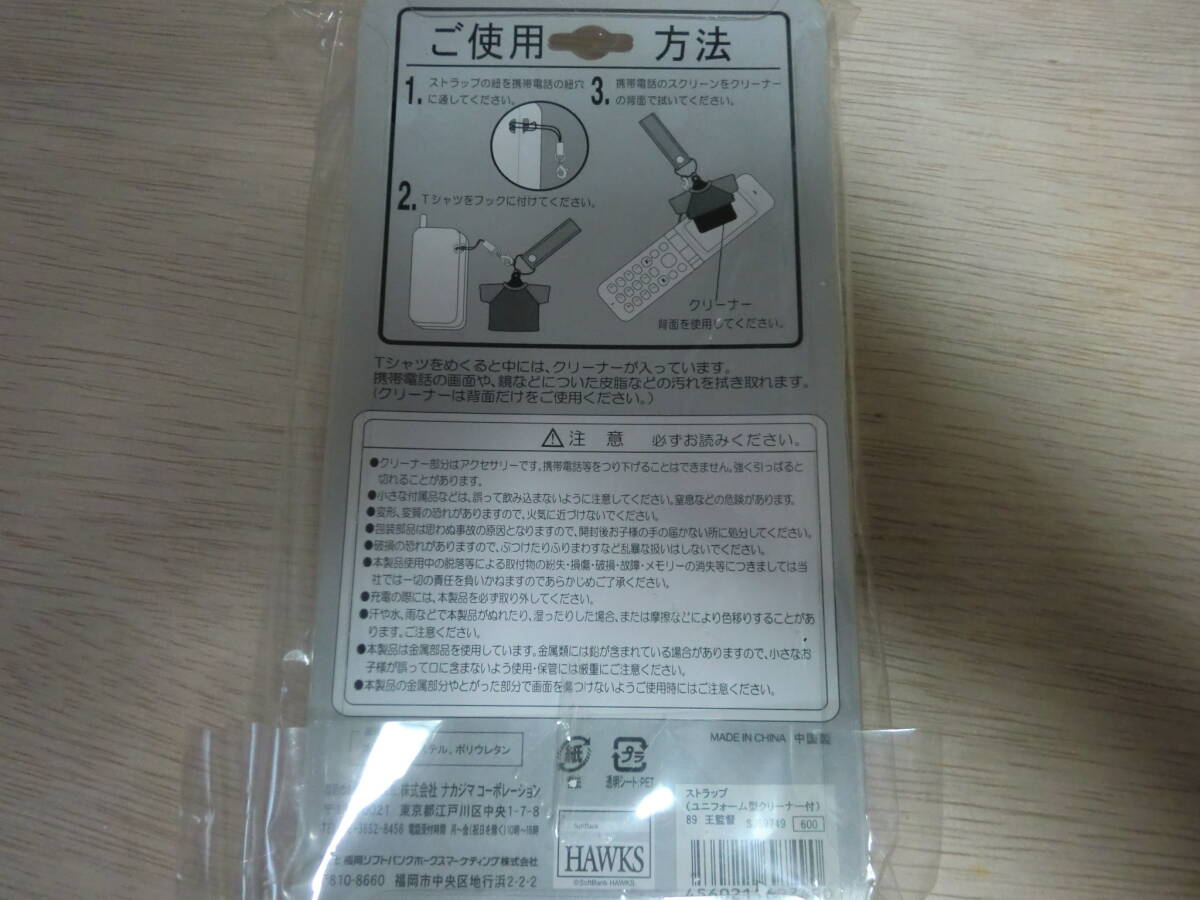 ご使用 方法
1. ストラップの紐を携帯電話の紐穴
に通してください。
2. Tシャツをフックに付けてください。
3. 携帯電話のスクリーンをクリーナー
の背面で拭いてください。
クリーナー
背面を使用してください。
Tシャツをめくると中には、クリーナーが入っています。
携帯電話の画面や、鏡などについた皮脂などの汚れを拭き取れます。
(クリーナーは背面だけをご使用ください。)
⚠注 意 必ずお読みください。
●クリーナー部分はアクセサリーです。携帯電話等をつり下げることはできません。強く引っぱると
切れることがあります。
●小さな付属品などは、誤って飲み込まないように注意してください。窒息などの危険があります。
●変形、変質の恐れがありますので、火気に近づけないでください。
●包装部品は思わぬ事故の原因となりますので、開封後お子様の手の届かない所に処分してください。
●破損の恐れがありますので、ぶつけたりふりまわすなど乱暴な扱いはしないでください。
●本製品使用中の脱落等による取付物の紛失・損傷・破損・故障・メモリーの消失等につきましては当
社では一切の責任を負いかねますのであらかじめご了承ください。
●充電の際には、本製品を必ず取り外してください。
●汗や水、雨などで本製品がぬれたり、湿ったりした場合、または摩擦などにより色移りすることがあ
ります。ご注意ください。
●本製品は金属部品を使用しています。金属類には鉛が含まれている場合がありますので、小さなお
子様が誤って口に含まないよう使用・保管には厳重にご注意ください。
●本製品の金属部分やとがった部分で画面を傷つけないようご使用時にはご注意ください。
ステル、ポリウレタン
紙
プラ
透明シート:PET
MADE IN CHINA 中国製
株式会社 ナカジマコーポレーション
東京都江戸川区中央1-7-8
3652-8456 電話受付時間 月〜金(祝日を働く)10時〜16時
福岡ソフトバンクホークスマーケティング株式会社
〒810-8660 福岡市中央区地行浜2-2-2
SoftBank
HAWKS
©SoftBank HAWKS
ストラップ
(ユニフォーム型クリーナー付)
89 王監督 600